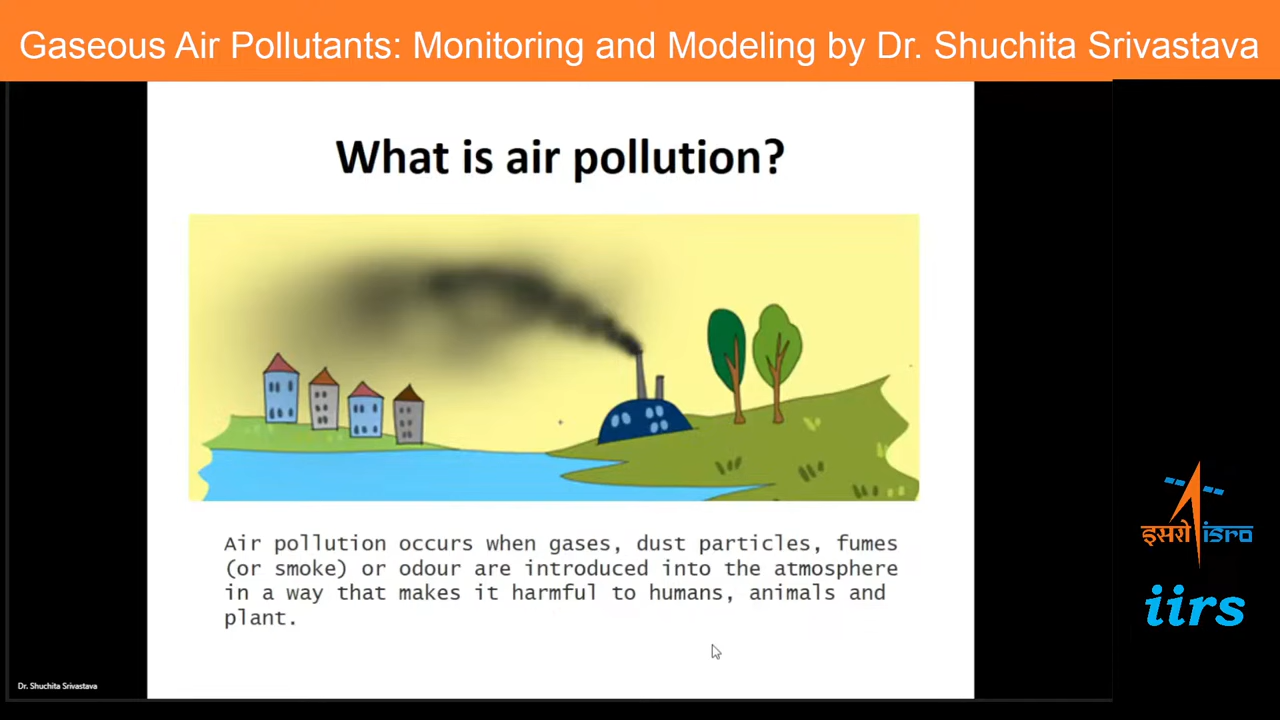 Gaseous Air Pollutants: Monitoring and Modeling by Dr. Shuchita Srivastava
What is air pollution?
Air pollution occurs when gases, dust particles, fumes
(or smoke) or odour are introduced into the atmosphere
in a way that makes it harmful to humans, animals and
plant.
Dr. Shuchita Srivastava
इसरो isro
iirs